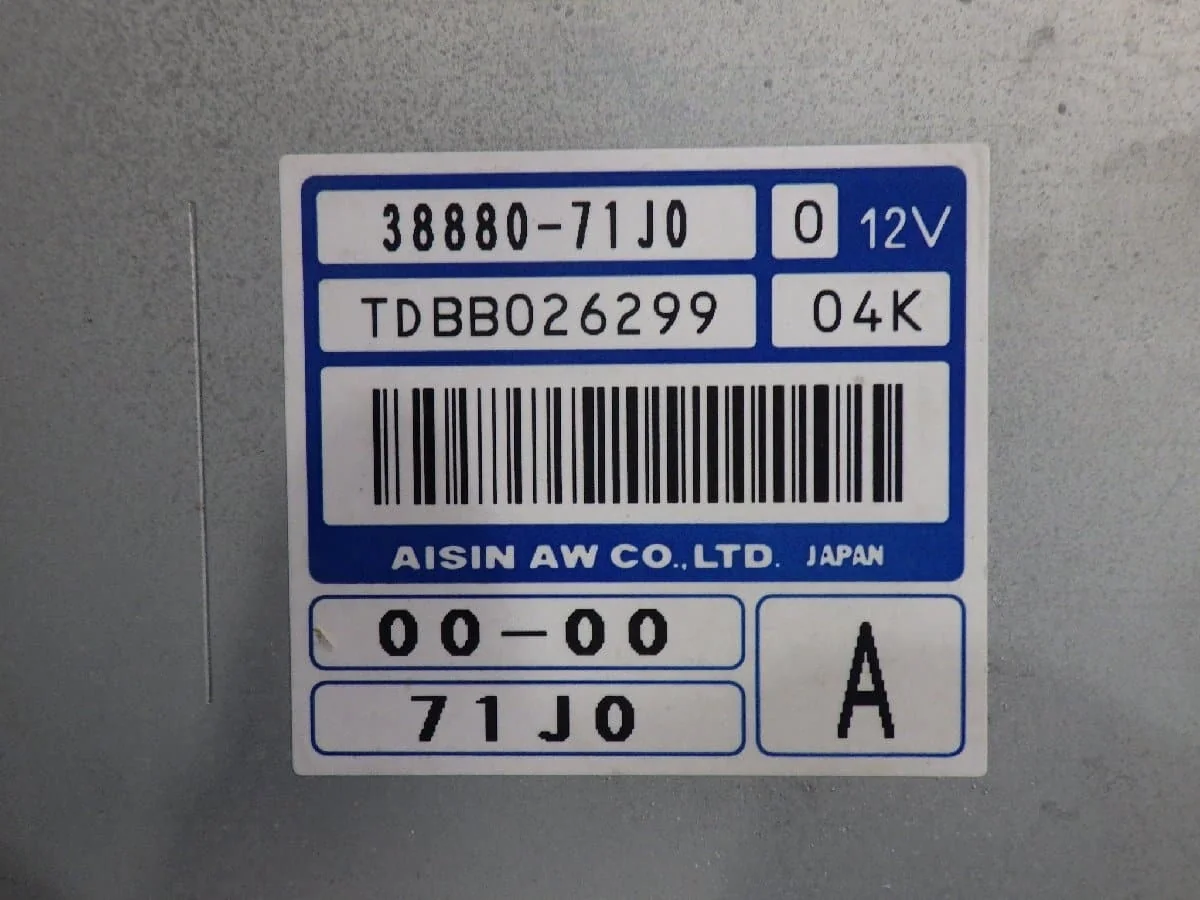 38880-71J0 0 12V
TDBB026299 04K
AISIN AW CO.,LTD. JAPAN
00-00
71J0
A